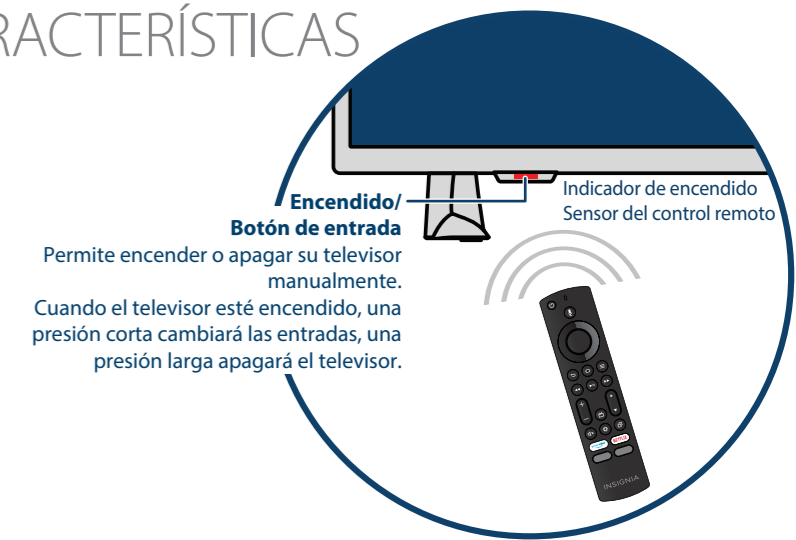 RACTERÍSTICAS
Encendido/
Botón de entrada
Permite encender o apagar su televisor
manualmente.
Cuando el televisor esté encendido, una
presión corta cambiará las entradas, una
presión larga apagará el televisor.
Indicador de encendido
Sensor del control remoto
NETFLIX
INSIGNIA